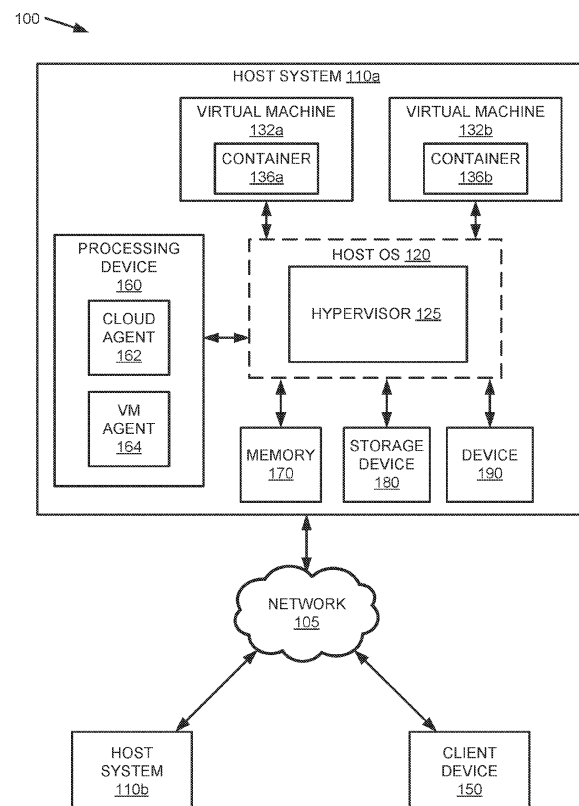 100
HOST SYSTEM 110a
VIRTUAL MACHINE
132a
CONTAINER
136a
VIRTUAL MACHINE
132b
CONTAINER
136b
PROCESSING
DEVICE
160
CLOUD
AGENT
162
VM
AGENT
164
HOST OS 120
HYPERVISOR 125
MEMORY
170
STORAGE
DEVICE
180
DEVICE
190
NETWORK
105
HOST
SYSTEM
110b
CLIENT
DEVICE
150